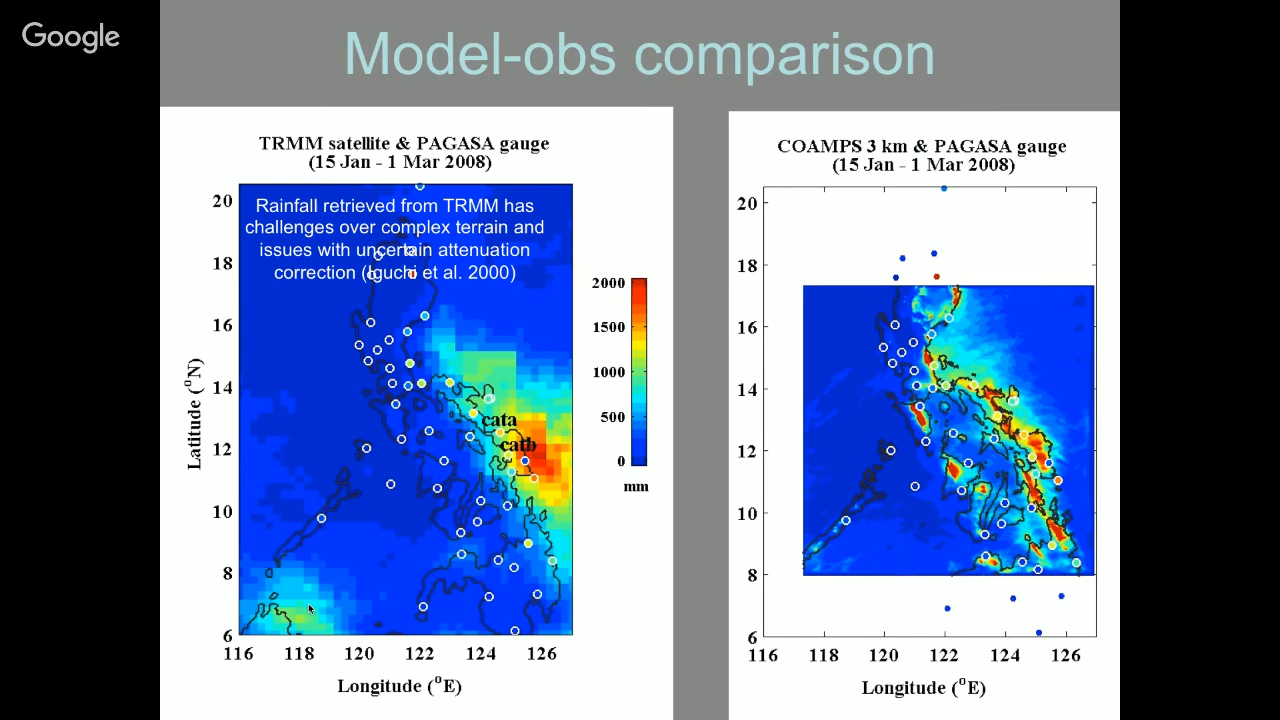 Google
Model-obs comparison
TRMM satellite & PAGASA gauge
(15 Jan - 1 Mar 2008)
Rainfall retrieved from TRMM has
challenges over complex terrain and
issues with uncertain attenuation
correction (Iguchi et al. 2000)
20
18
16
14
12
10
8
6
Latitude (°N)
116 118 120 122 124 126
Longitude (°E)
cata
catb
2000
1500
1000
500
0
mm
COAMPS 3 km & PAGASA gauge
(15 Jan - 1 Mar 2008)
20
18
16
14
12
10
8
6
116 118 120 122 124 126
Longitude (°E)